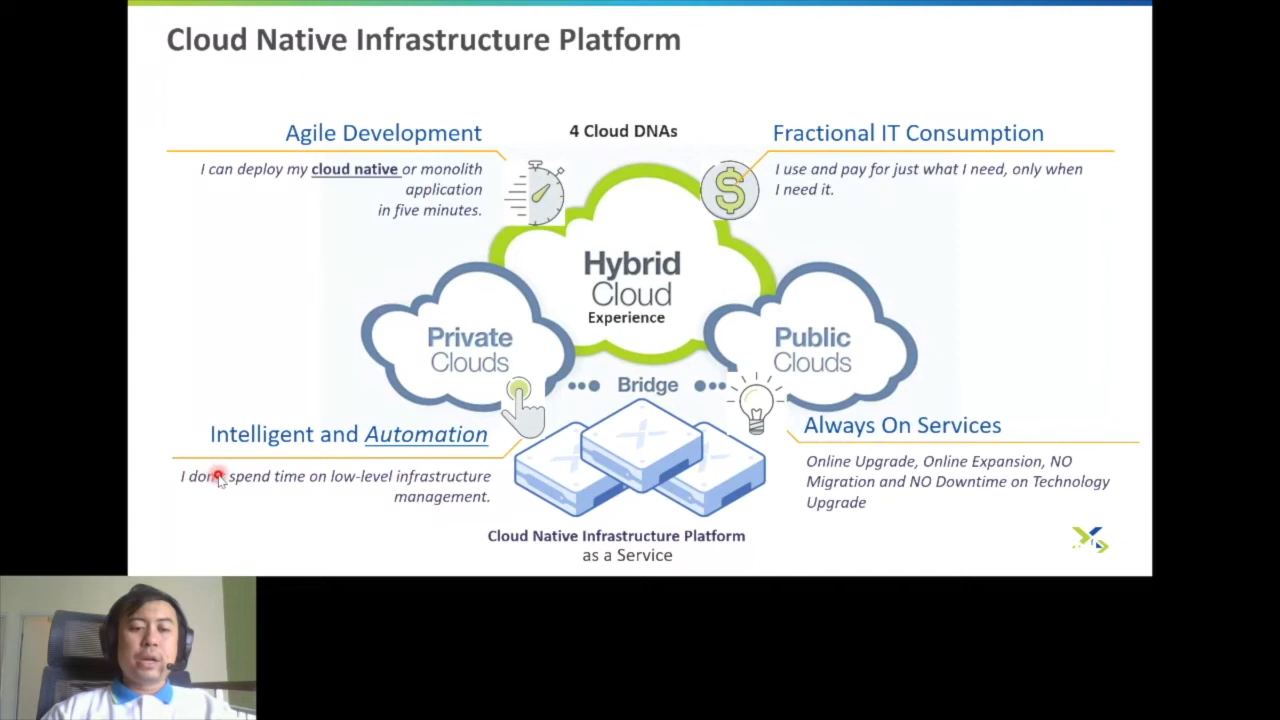 Cloud Native Infrastructure Platform
4 Cloud DNAs
Agile Development
I can deploy my cloud native or monolith
application
in five minutes.
Fractional IT Consumption
I use and pay for just what I need, only when
I need it.
$
Hybrid
Cloud
Experience
Private
Clouds
Public
Clouds
Bridge
Intelligent and Automation
I don't spend time on low-level infrastructure
management.
Always On Services
Online Upgrade, Online Expansion, NO
Migration and NO Downtime on Technology
Upgrade
Cloud Native Infrastructure Platform
as a Service